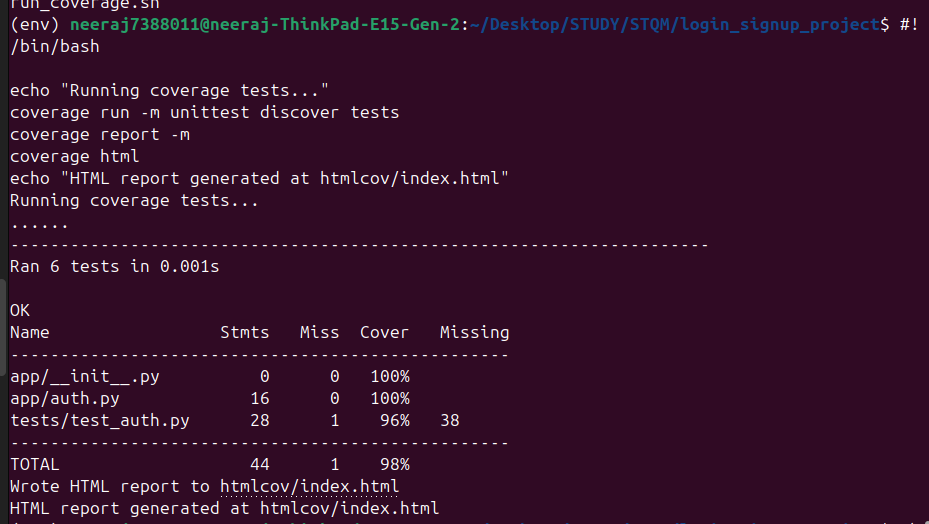 run_coverage.sh
(env) neeraj7388011@neeraj-ThinkPad-E15-Gen-2:~/Desktop/STUDY/STQM/login_signup_project$ #!
/bin/bash
echo "Running coverage tests..."
coverage run -m unittest discover tests
coverage report -m
coverage html
echo "HTML report generated at htmlcov/index.html"
Running coverage tests...
......
----------------------------------------------------------------------
Ran 6 tests in 0.001s
OK
Name                 Stmts   Miss  Cover   Missing
--------------------------------------------------
app/__init__.py          0      0   100%
app/auth.py             16      0   100%
tests/test_auth.py      28      1    96%   38
--------------------------------------------------
TOTAL                   44      1    98%
Wrote HTML report to htmlcov/index.html
HTML report generated at htmlcov/index.html